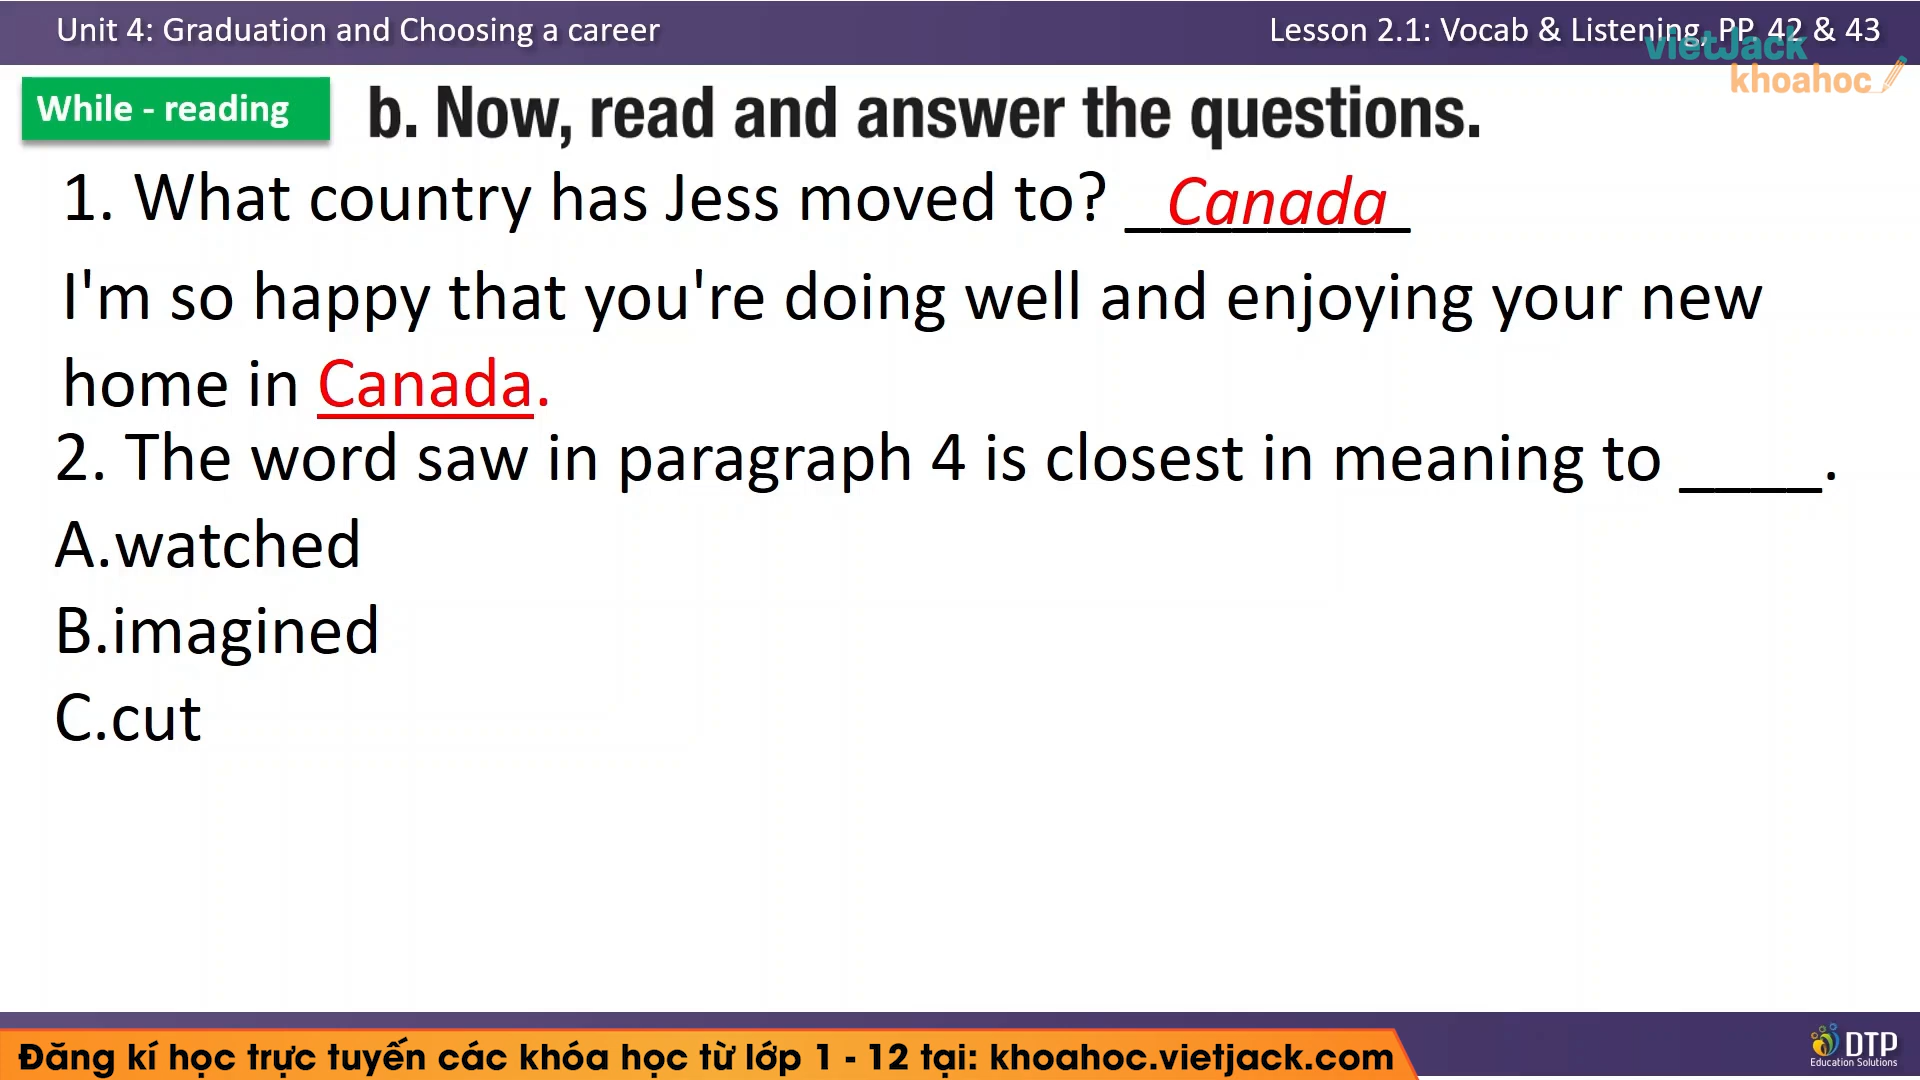 Unit 4: Graduation and Choosing a career
Lesson 2.1: Vocab & Listening, PP. 42 & 43
vietJack
khoahoc
While - reading
b. Now, read and answer the questions.
1. What country has Jess moved to? ________
Canada
I'm so happy that you're doing well and enjoying your new
home in Canada.
2. The word saw in paragraph 4 is closest in meaning to ____.
A.watched
B.imagined
C.cut
Đăng kí học trực tuyến các khóa học từ lớp 1 - 12 tại: khoahoc.vietjack.com
DTP
Education Solutions